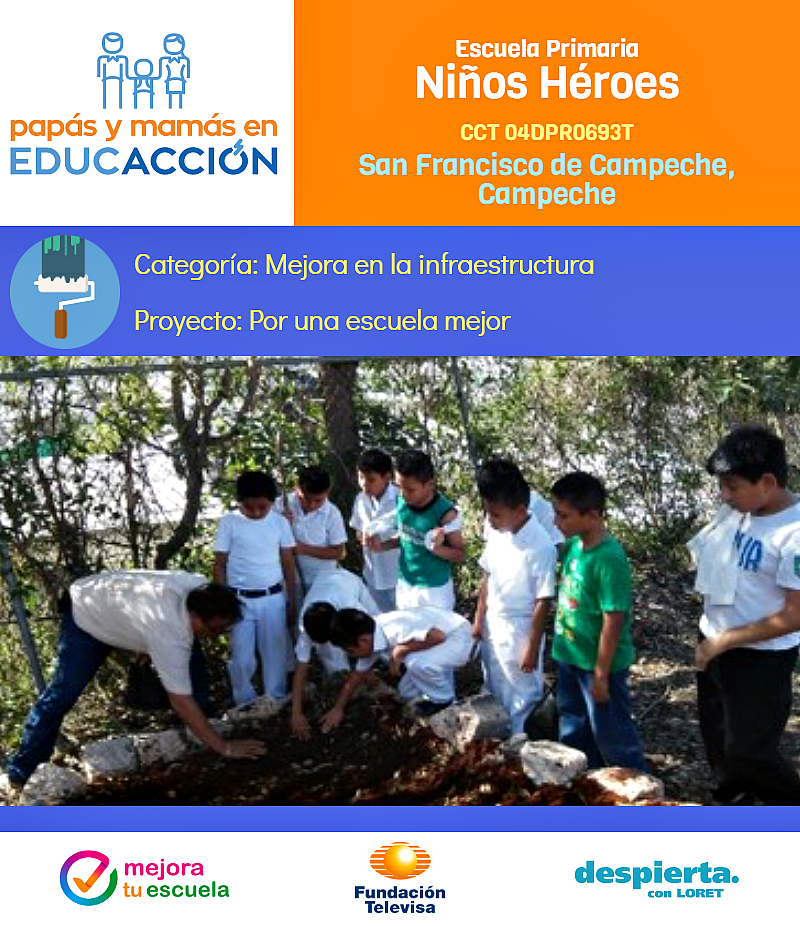 papás y mamás en
EDUCACCIÓN
Escuela Primaria
Niños Héroes
CCT 04DPR0693T
San Francisco de Campeche,
Campeche
Categoría: Mejora en la infraestructura
Proyecto: Por una escuela mejor
mejora
tu escuela
Fundación
Televisa
despierta.
con LORET